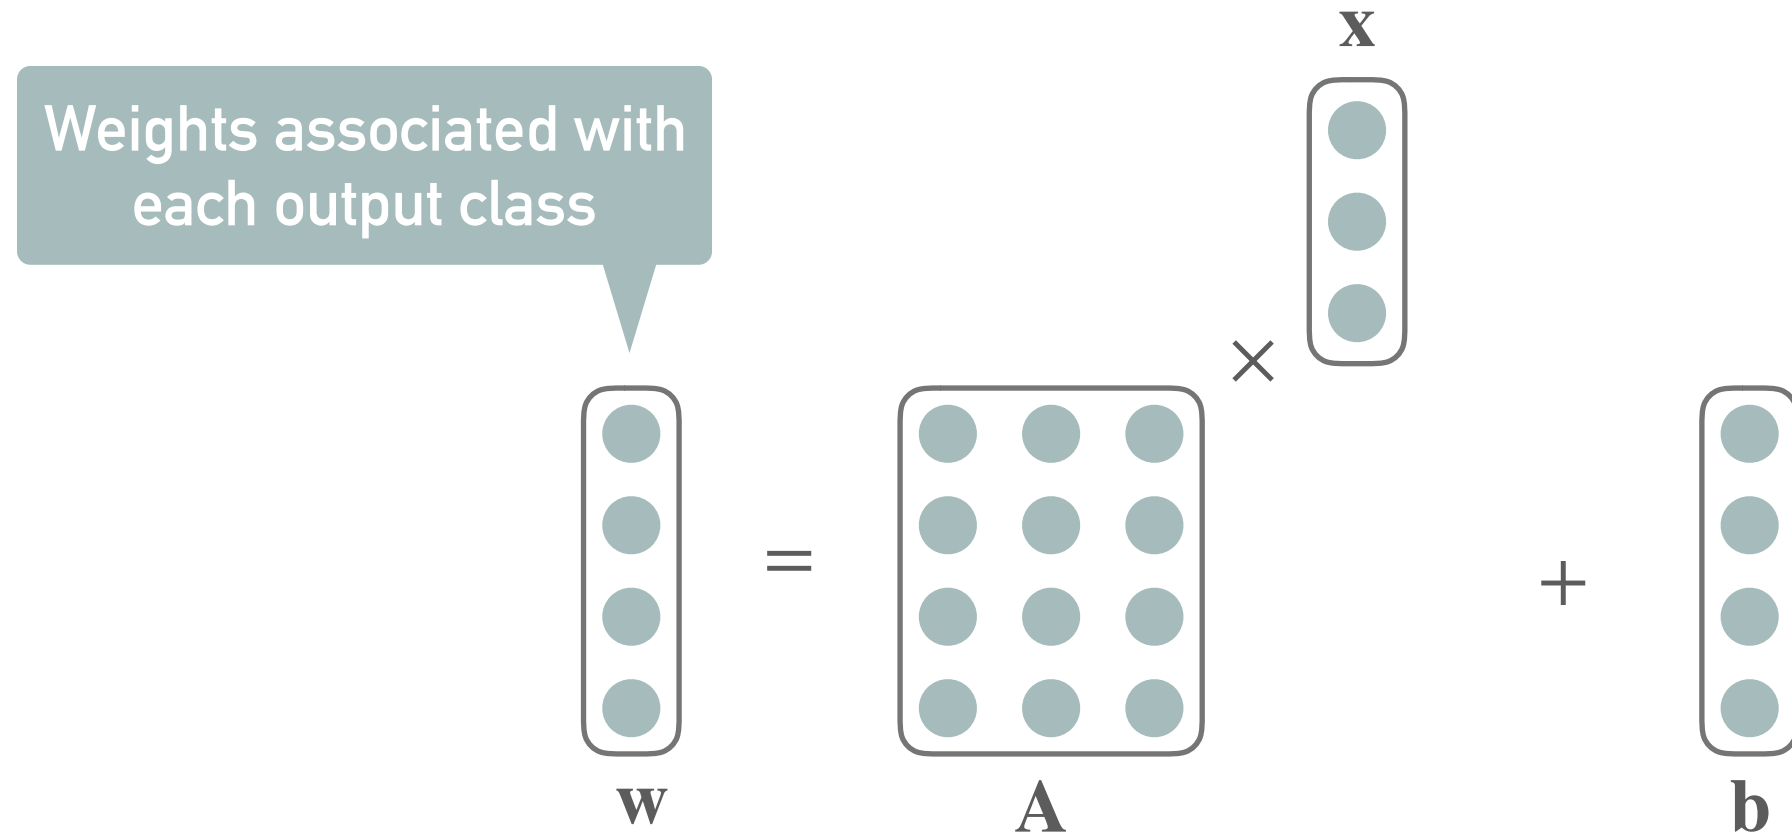 x
Weights associated with
each output class
×
=
+
w
A
b